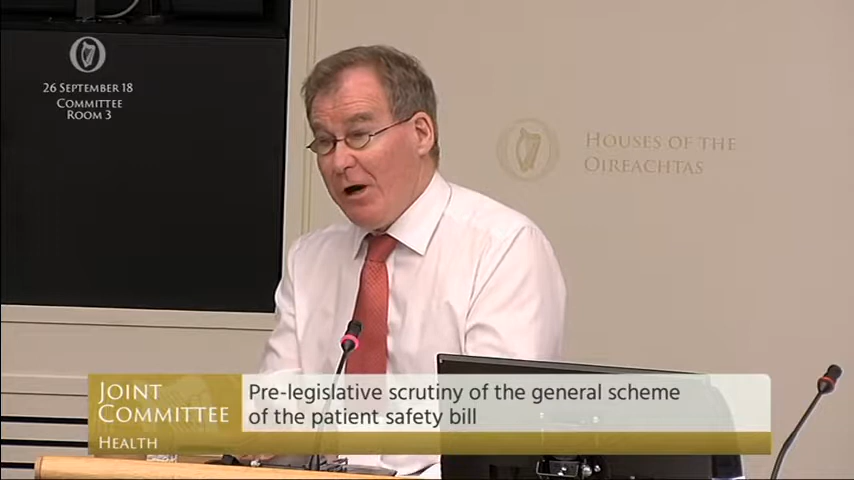 26 September 18
Committee
Room 3
Houses of the
Oireachtas
Joint
Committee
Health
Pre-legislative scrutiny of the general scheme
of the patient safety bill